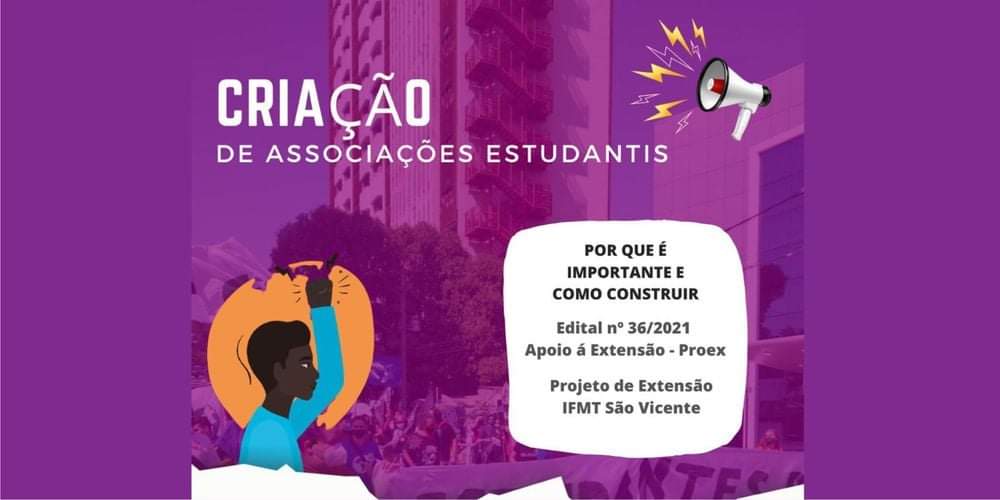 CRIAÇÃO
DE ASSOCIAÇÕES ESTUDANTIS
POR QUE É
IMPORTANTE E
COMO CONSTRUIR
Edital nº 36/2021
Apoio á Extensão - Proex
Projeto de Extensão
IFMT São Vicente